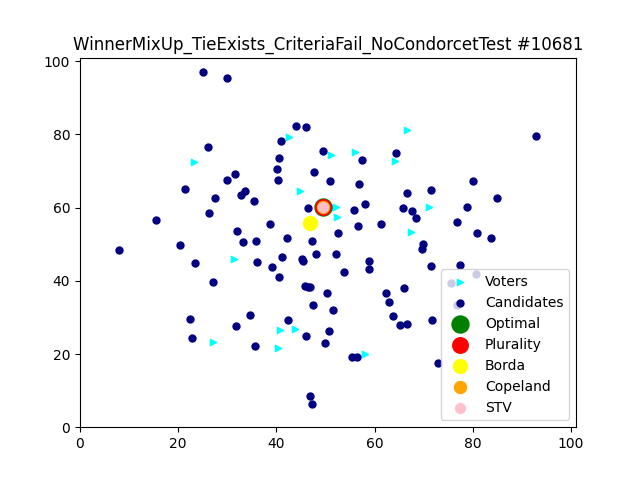 WinnerMixUp_TieExists_CriteriaFail_NoCondorcetTest #10681
100
80
60
40
20
0
0 20 40 60 80 100
Voters
Candidates
Optimal
Plurality
Borda
Copeland
STV